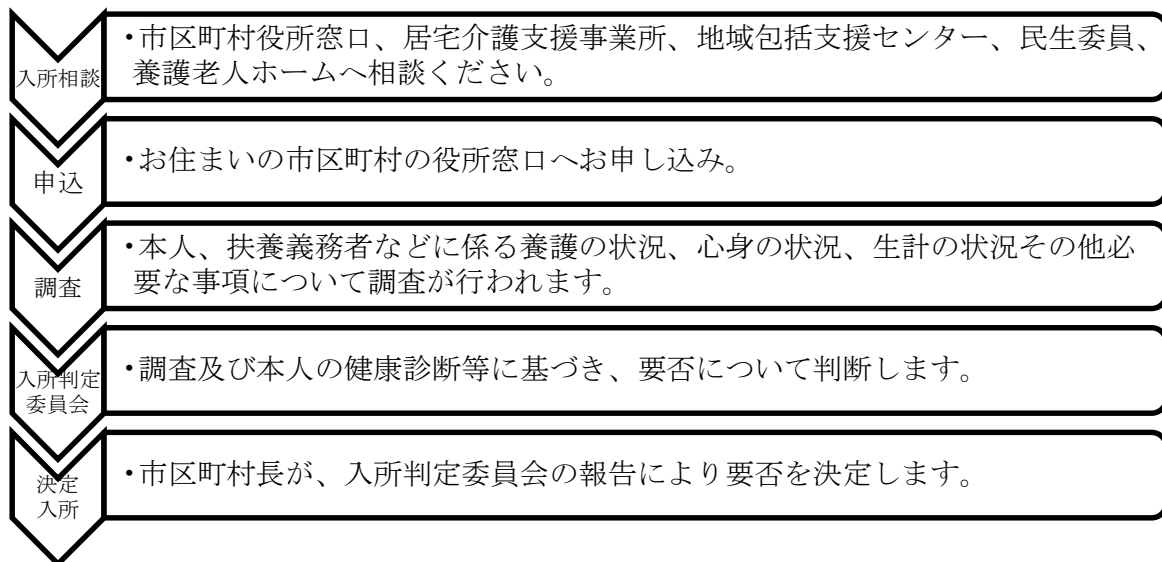 入所相談
・市区町村役所窓口、居宅介護支援事業所、地域包括支援センター、民生委員、
養護老人ホームへ相談ください。
申込
・お住まいの市区町村の役所窓口へお申し込み。
調査
・本人、扶養義務者などに係る養護の状況、心身の状況、生計の状況その他必
要な事項について調査が行われます。
入所判定
委員会
・調査及び本人の健康診断等に基づき、要否について判断します。
決定
入所
・市区町村長が、入所判定委員会の報告により要否を決定します。